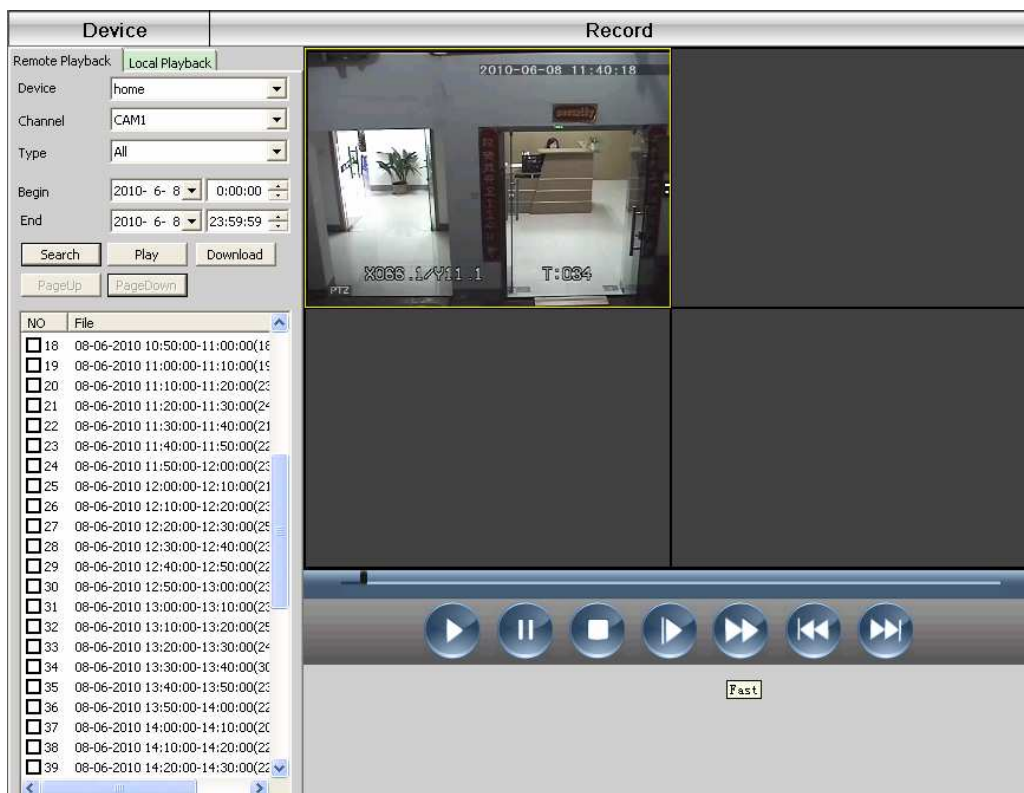 Device
Record
Remote Playback
Local Playback
Device
home
Channel
CAM1
Type
All
Begin
2010- 6- 8
0:00:00
End
2010- 6- 8
23:59:59
Search
Play
Download
PageUp
PageDown
2010-06-08 11:40:18
X066.1/Y11.1
T:034
PTZ
NO
File
18 08-06-2010 10:50:00-11:00:00(18
19 08-06-2010 11:00:00-11:10:00(19
20 08-06-2010 11:10:00-11:20:00(23
21 08-06-2010 11:20:00-11:30:00(24
22 08-06-2010 11:30:00-11:40:00(21
23 08-06-2010 11:40:00-11:50:00(22
24 08-06-2010 11:50:00-12:00:00(23
25 08-06-2010 12:00:00-12:10:00(21
26 08-06-2010 12:10:00-12:20:00(23
27 08-06-2010 12:20:00-12:30:00(25
28 08-06-2010 12:30:00-12:40:00(23
29 08-06-2010 12:40:00-12:50:00(22
30 08-06-2010 12:50:00-13:00:00(23
31 08-06-2010 13:00:00-13:10:00(23
32 08-06-2010 13:10:00-13:20:00(25
33 08-06-2010 13:20:00-13:30:00(24
34 08-06-2010 13:30:00-13:40:00(30
35 08-06-2010 13:40:00-13:50:00(23
36 08-06-2010 13:50:00-14:00:00(22
37 08-06-2010 14:00:00-14:10:00(20
38 08-06-2010 14:10:00-14:20:00(22
39 08-06-2010 14:20:00-14:30:00(22
Fast